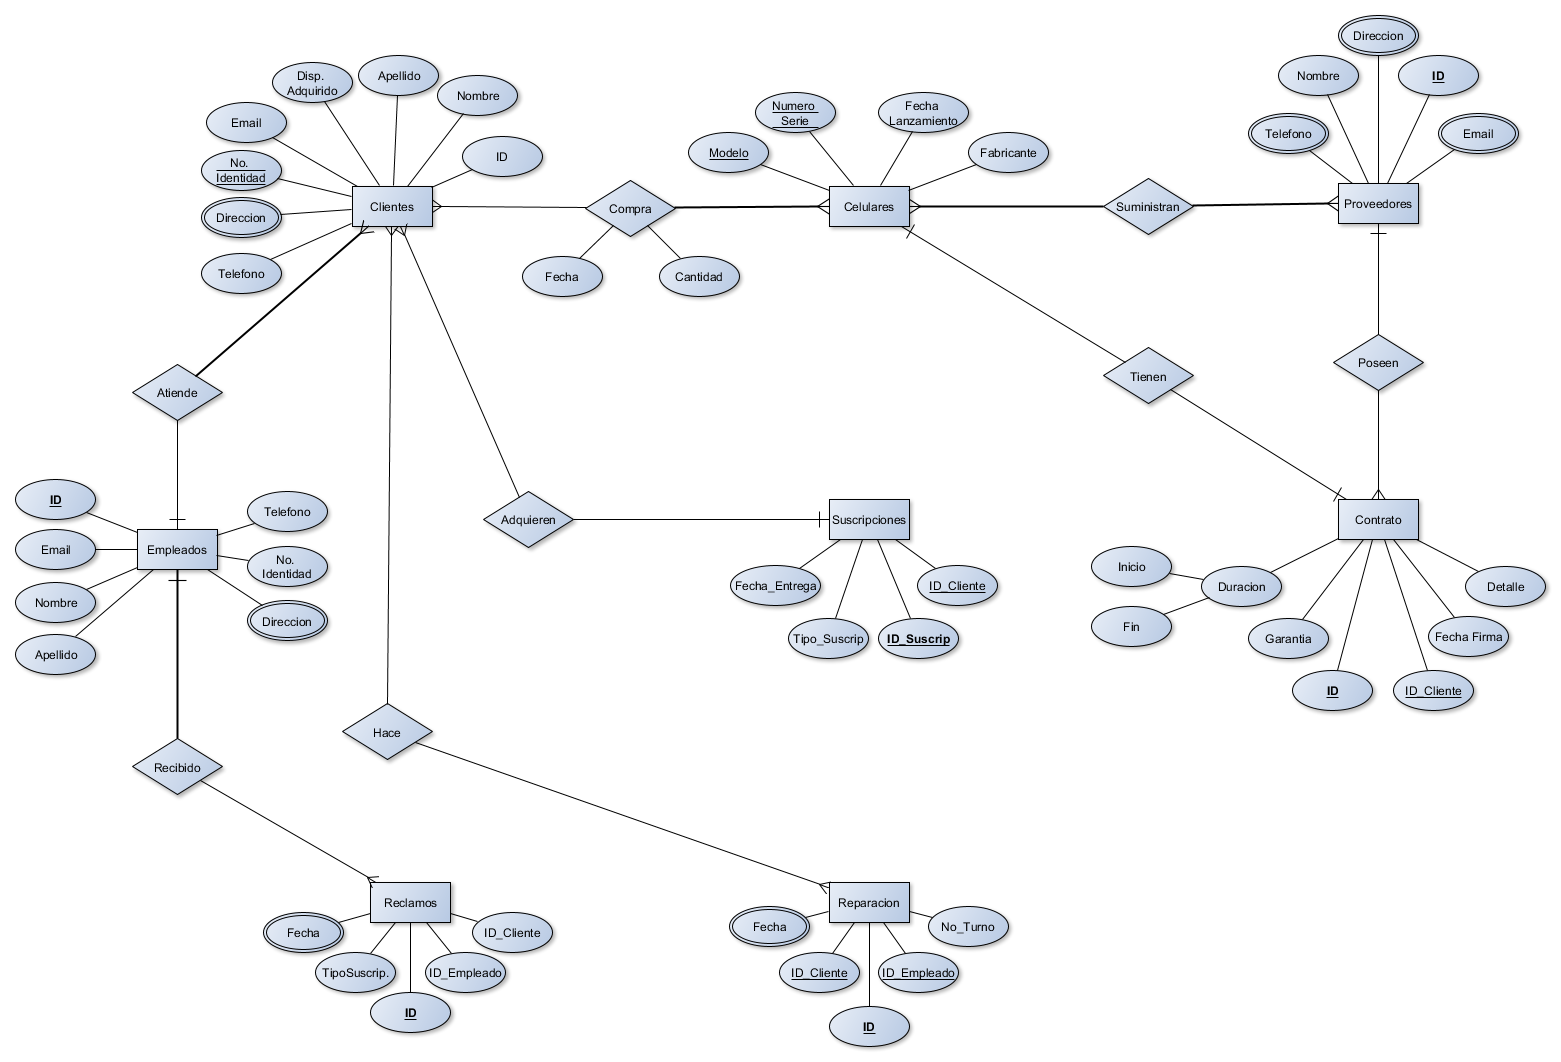 Direccion
Disp.
Adquirido
Apellido
Nombre
ID
Nombre
Email
Numero
Serie
Fecha
Lanzamiento
Telefono
Email
No.
Identidad
ID
Modelo
Fabricante
Direccion
Clientes
Compra
Celulares
Suministran
Proveedores
Telefono
Fecha
Cantidad
Atiende
Tienen
Poseen
ID
Telefono
Adquieren
Suscripciones
Contrato
Email
Empleados
No.
Identidad
Inicio
Nombre
Direccion
Fecha_Entrega
ID_Cliente
Duracion
Detalle
Fin
Apellido
Tipo_Suscrip
ID_Suscrip
Garantia
Fecha Firma
ID
ID_Cliente
Hace
Recibido
Reclamos
Reparacion
Fecha
ID_Cliente
Fecha
No_Turno
TipoSuscrip.
ID_Empleado
ID_Cliente
ID_Empleado
ID
ID